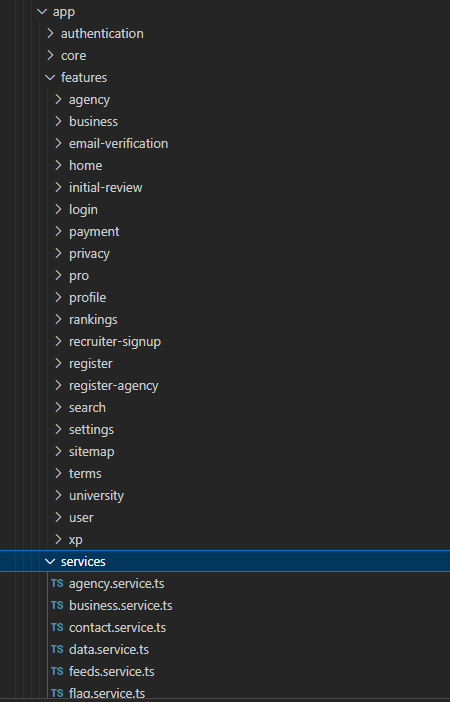 app
authentication
core
features
agency
business
email-verification
home
initial-review
login
payment
privacy
pro
profile
rankings
recruiter-signup
register
register-agency
search
settings
sitemap
terms
university
user
xp
services
TS agency.service.ts
TS business.service.ts
TS contact.service.ts
TS data.service.ts
TS feeds.service.ts
TS flag.service.ts